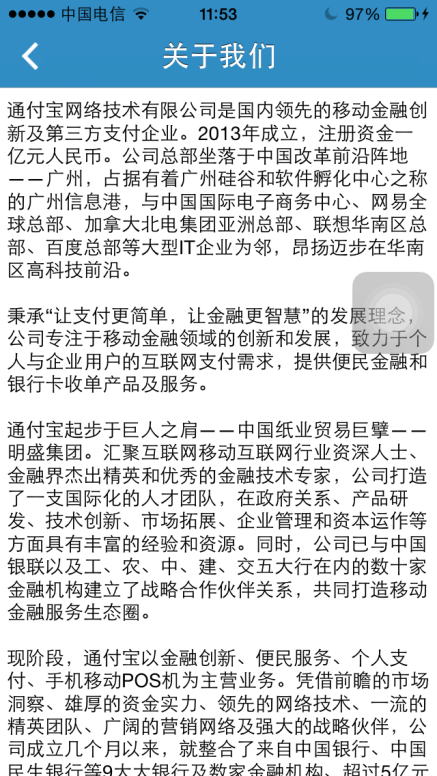 中国电信 11:53 97%
关于我们
通付宝网络技术有限公司是国内领先的移动金融创
新及第三方支付企业。2013年成立，注册资金一
亿元人民币。公司总部坐落于中国改革前沿阵地
——广州，占据有着广州硅谷和软件孵化中心之称
的广州信息港，与中国国际电子商务中心、网易全
球总部、加拿大北电集团亚洲总部、联想华南区总
部、百度总部等大型IT企业为邻，昂扬迈步在华南
区高科技前沿。
秉承“让支付更简单，让金融更智慧”的发展理念，
公司专注于移动金融领域的创新和发展，致力于个
人与企业用户的互联网支付需求，提供便民金融和
银行卡收单产品及服务。
通付宝起步于巨人之肩——中国纸业贸易巨擘——
明盛集团。汇聚互联网移动互联网行业资深人士、
金融界杰出精英和优秀的金融技术专家，公司打造
了一支国际化的人才团队，在政府关系、产品研
发、技术创新、市场拓展、企业管理和资本运作等
方面具有丰富的经验和资源。同时，公司已与中国
银联以及工、农、中、建、交五大行在内的数十家
金融机构建立了战略合作伙伴关系，共同打造移动
金融服务生态圈。
现阶段，通付宝以金融创新、便民服务、个人支
付、手机移动POS机为主营业务。凭借前瞻的市场
洞察、雄厚的资金实力、领先的网络技术、一流的
精英团队、广阔的营销网络及强大的战略伙伴，公
司成立几个月以来，就整合了来自中国银行、中国
民生银行等9大大银行及数家金融机构、超过5亿元